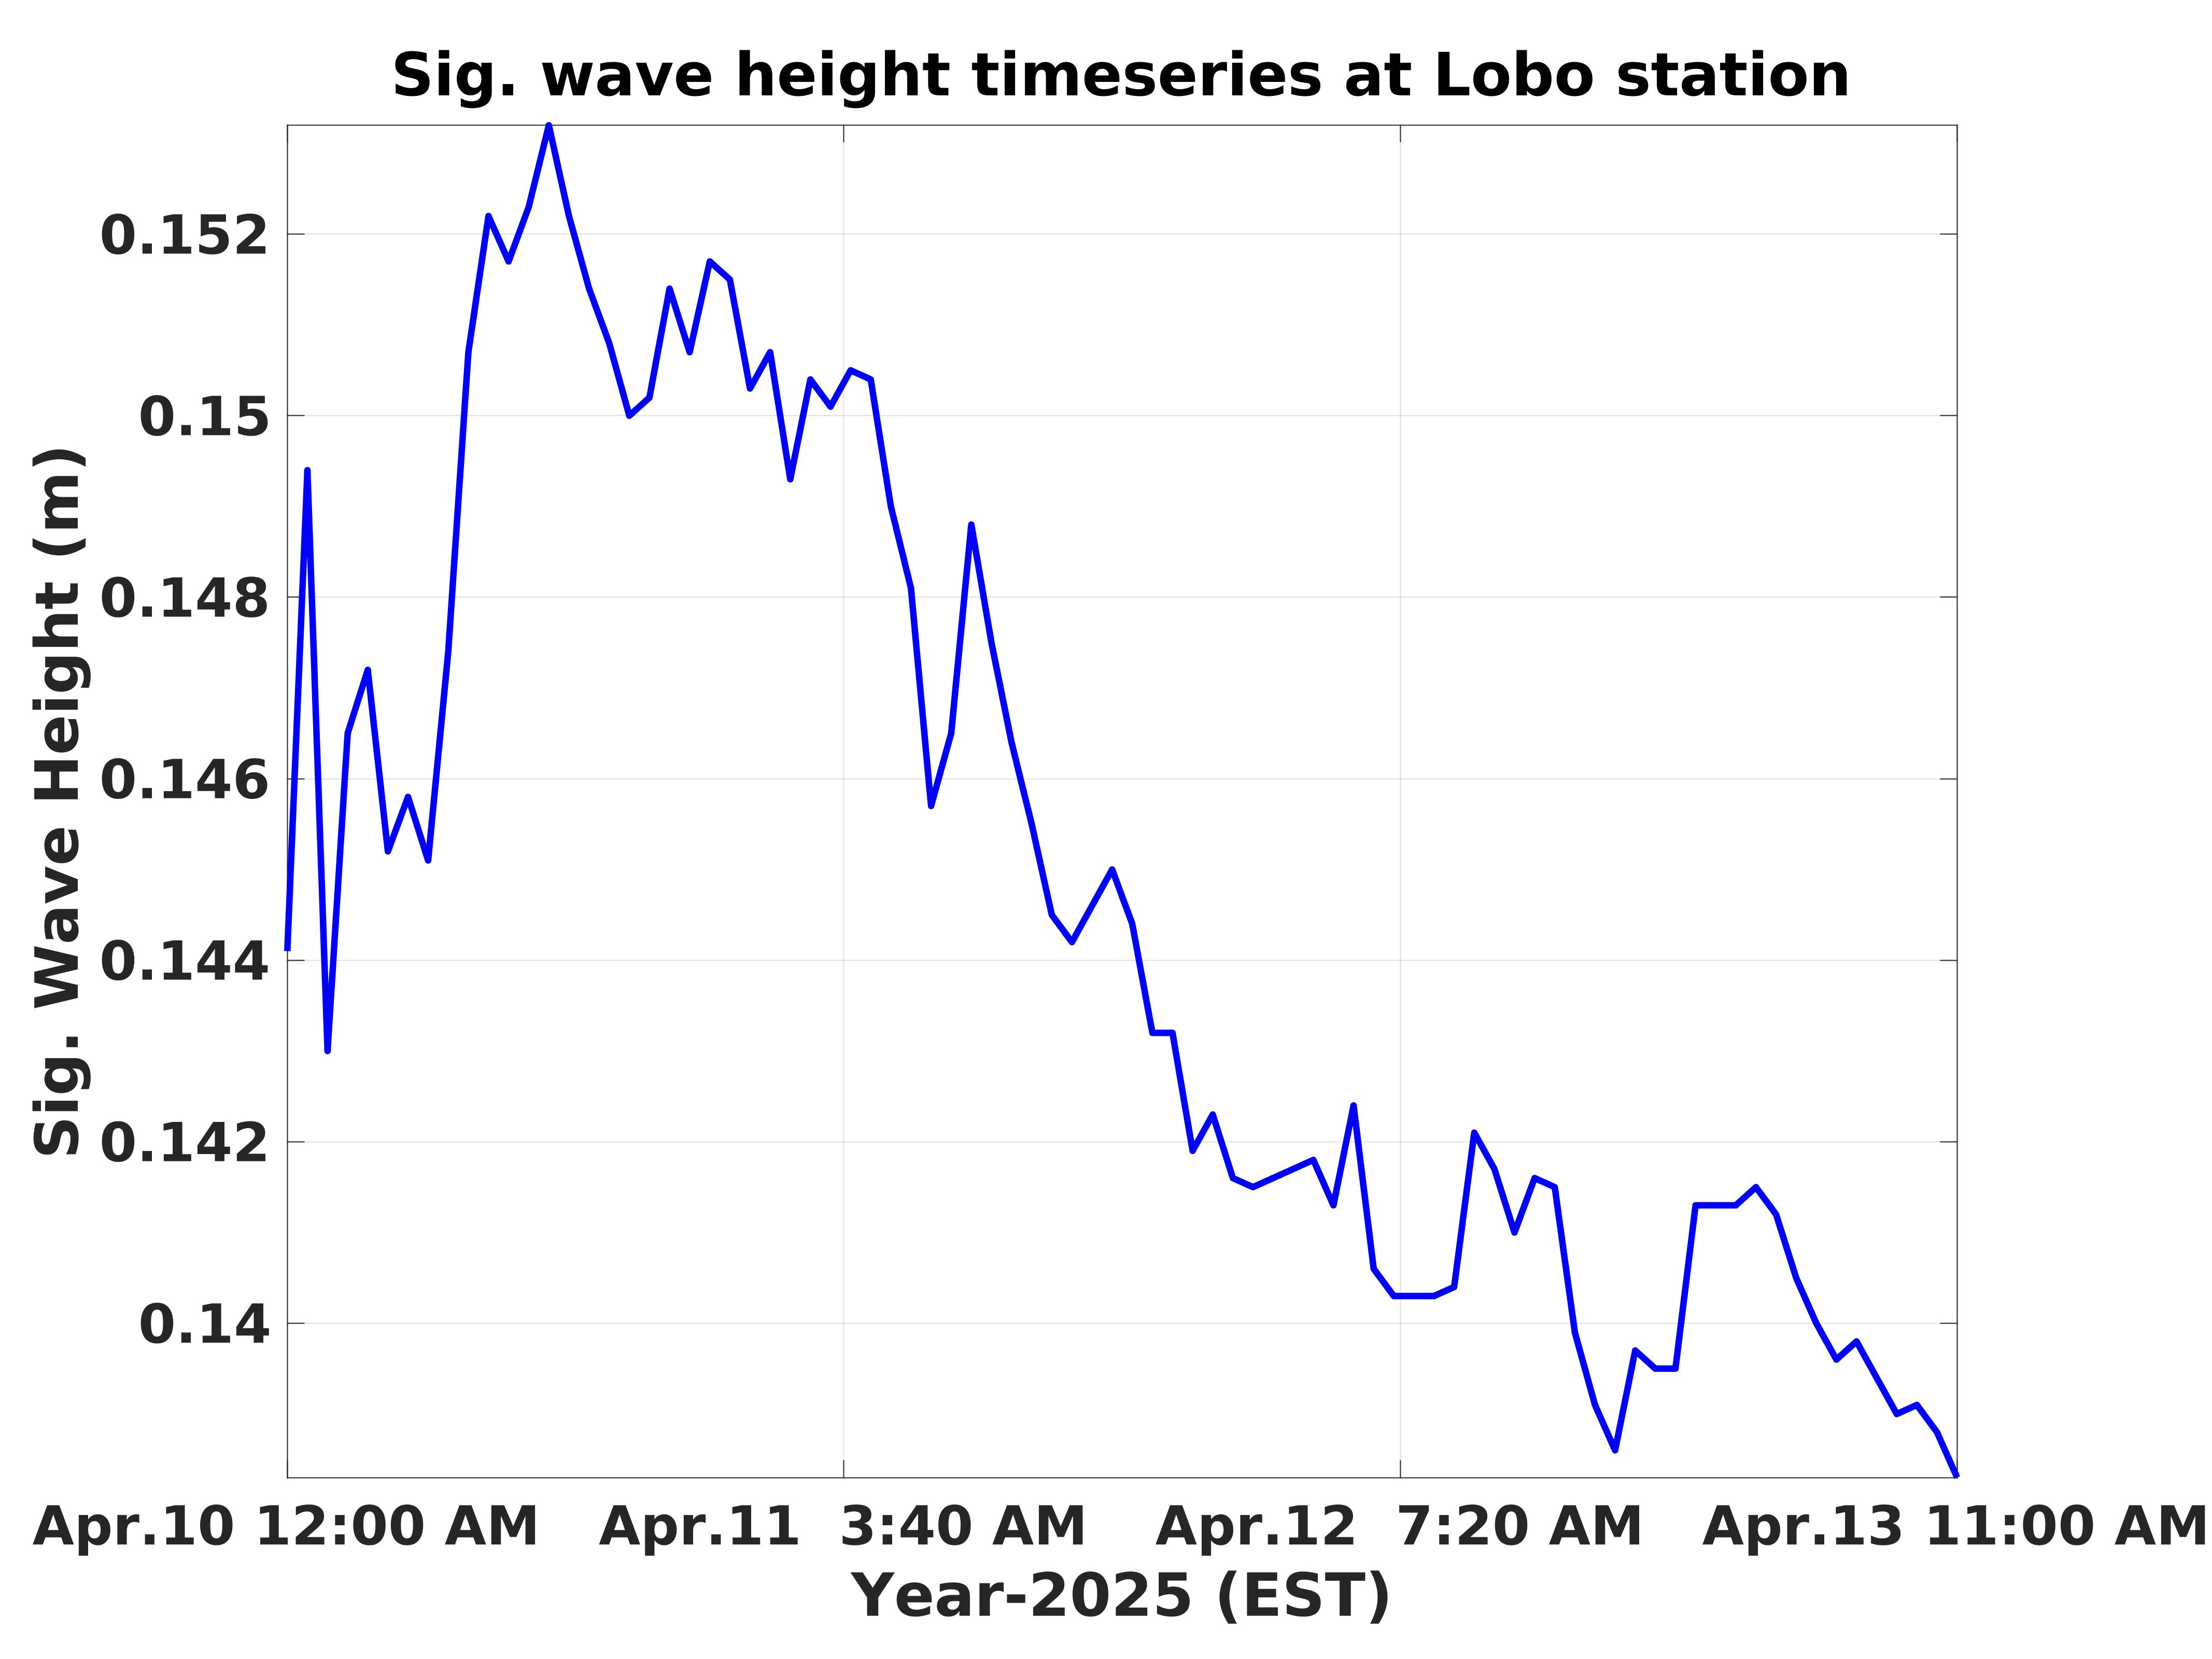 Sig. wave height timeseries at Lobo station
Sig. Wave Height (m)
0.152
0.15
0.148
0.146
0.144
0.142
0.14
Apr.10 12:00 AM Apr.11 3:40 AM Apr.12 7:20 AM Apr.13 11:00 AM
Year-2025 (EST)